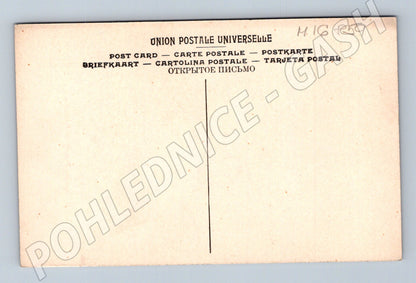 UNION POSTALE UNIVERSELLE
POST CARD — CARTE POSTALE — POSTKARTE
BRIEFKAART — CARTOLINA POSTALE — TARJETA POSTAL
ОТКРЫТОЕ ПИСЬМО
POHLEDNICE - GASH